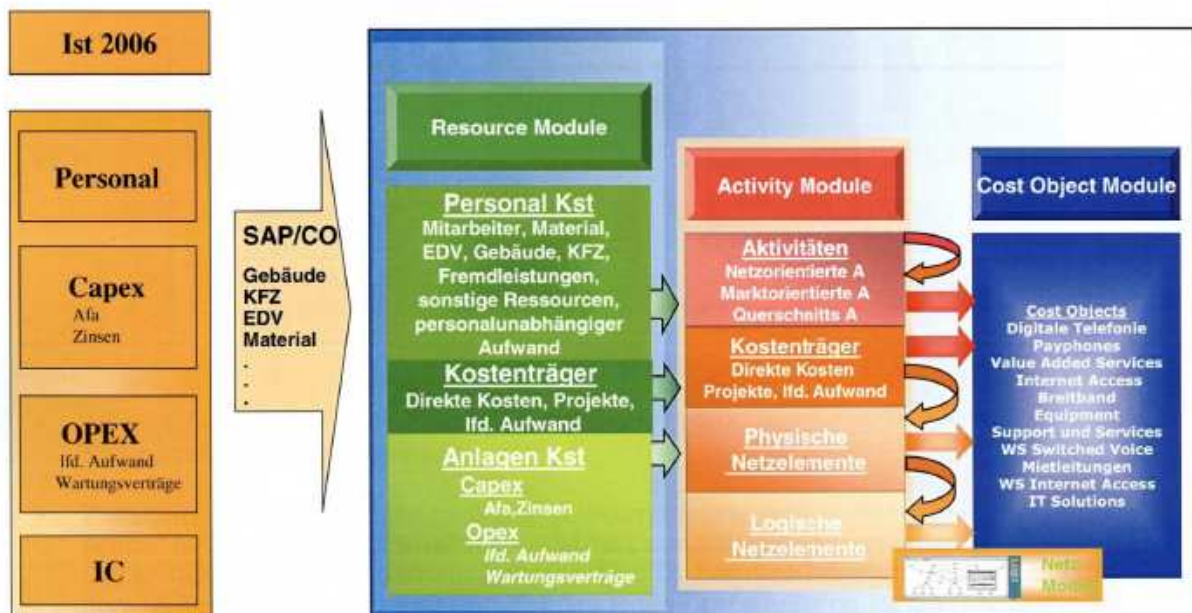 Ist 2006
Personal
Capex
Afa
Zinsen
OPEX
lfd. Aufwand
Wartungsverträge
IC
SAP/CO
Gebäude
KFZ
EDV
Material
.
.
.
Resource Module
Personal Kst
Mitarbeiter, Material,
EDV, Gebäude, KFZ,
Fremdleistungen,
sonstige Ressourcen,
personalunabhängiger
Aufwand
Kostenträger
Direkte Kosten, Projekte,
lfd. Aufwand
Anlagen Kst
Capex
Afa,Zinsen
Opex
lfd. Aufwand
Wartungsverträge
Activity Module
Aktivitäten
Netzorientierte A
Marktorientierte A
Querschnitts A
Kostenträger
Direkte Kosten
Projekte, lfd. Aufwand
Physische
Netzelemente
Logische
Netzelemente
Cost Object Module
Cost Objects
Digitale Telefonie
Payphones
Value Added Services
Internet Access
Breitband
Equipment
Support und Services
WS Switched Voice
Mietleitungen
WS Internet Access
IT Solutions